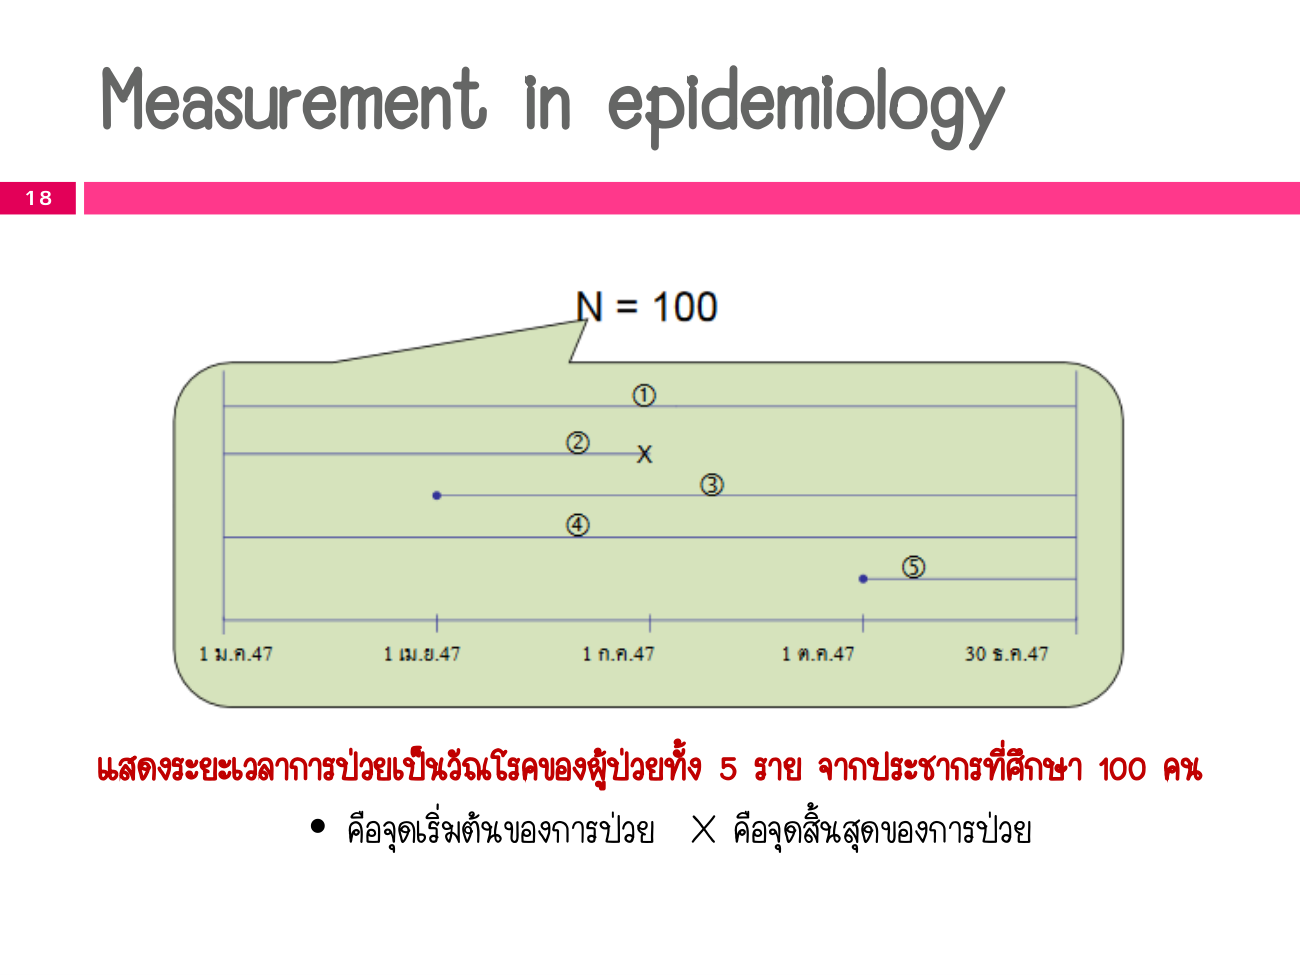 Measurement in epidemiology
18
N = 100
①
②
X
③
④
⑤
1 ม.ค.47 1 เม.ย.47 1 ก.ค.47 1 ต.ค.47 30 ธ.ค.47
แสดงระยะเวลาการป่วยเป็นวัณโรคของผู้ป่วยทั้ง 5 ราย จากประชากรที่ศึกษา 100 คน
• คือจุดเริ่มต้นของการป่วย X คือจุดสิ้นสุดของการป่วย